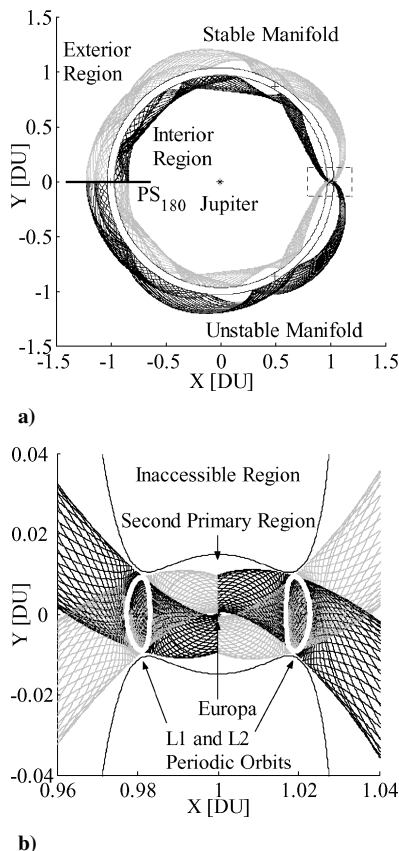 1.5
Stable Manifold
Exterior
Region
1
0.5
Interior
Region
Y [DU]
0
PS180 Jupiter
-0.5
-1
Unstable Manifold
-1.5
-1.5 -1 -0.5 0 0.5 1 1.5
X [DU]
a)
0.04
Inaccessible Region
0.02
Second Primary Region
Y [DU]
0
-0.02
Europa
L1 and L2
Periodic Orbits
-0.04
0.96 0.98 1 1.02 1.04
X [DU]
b)